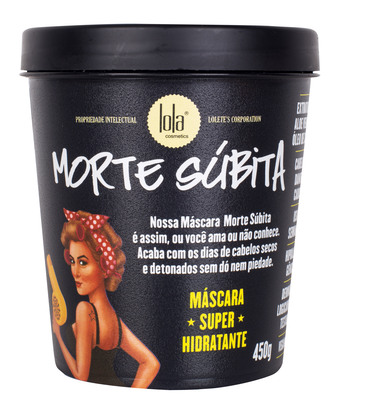 PROPRIEDADE INTELECTUAL
lola®
cosmetics
LOLETE'S CORPORATION
MORTE SÚBITA
Nossa Máscara Morte Súbita
é assim, ou você ama ou não conhece.
Acaba com os dias de cabelos secos
e detonados sem dó nem piedade.
MÁSCARA
★ SUPER ★
HIDRATANTE
450g